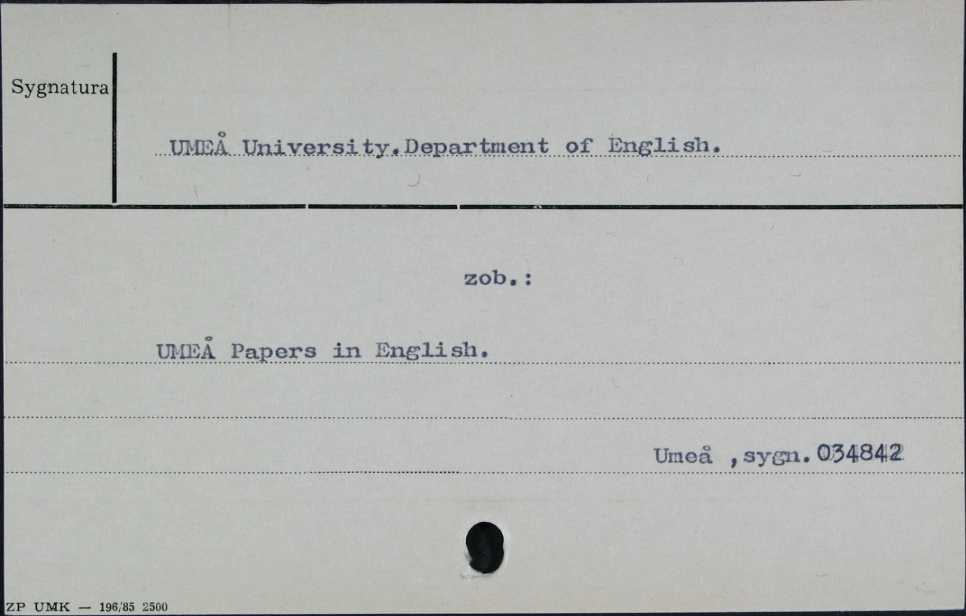 Sygnatura
UMEÅ University.Department of English.
zob.:
UMEÅ Papers in English.
Umeå ,sygn.034842
ZP UMK — 196/85 2500